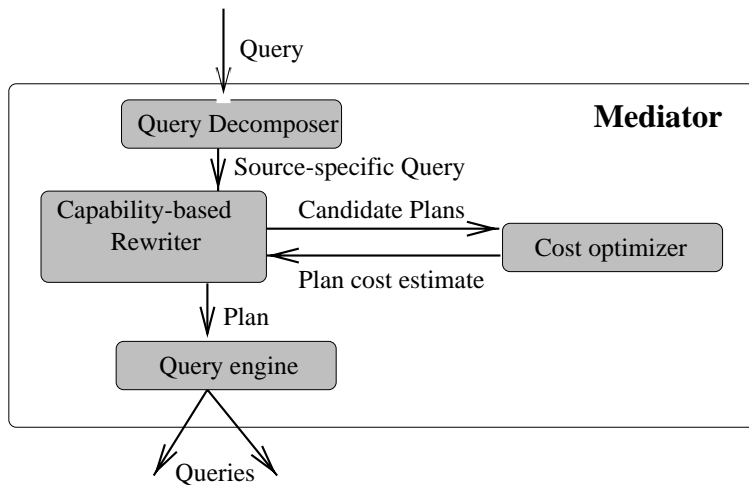 Query
Mediator
Query Decomposer
Source-specific Query
Capability-based
Rewriter
Candidate Plans
Cost optimizer
Plan cost estimate
Plan
Query engine
Queries